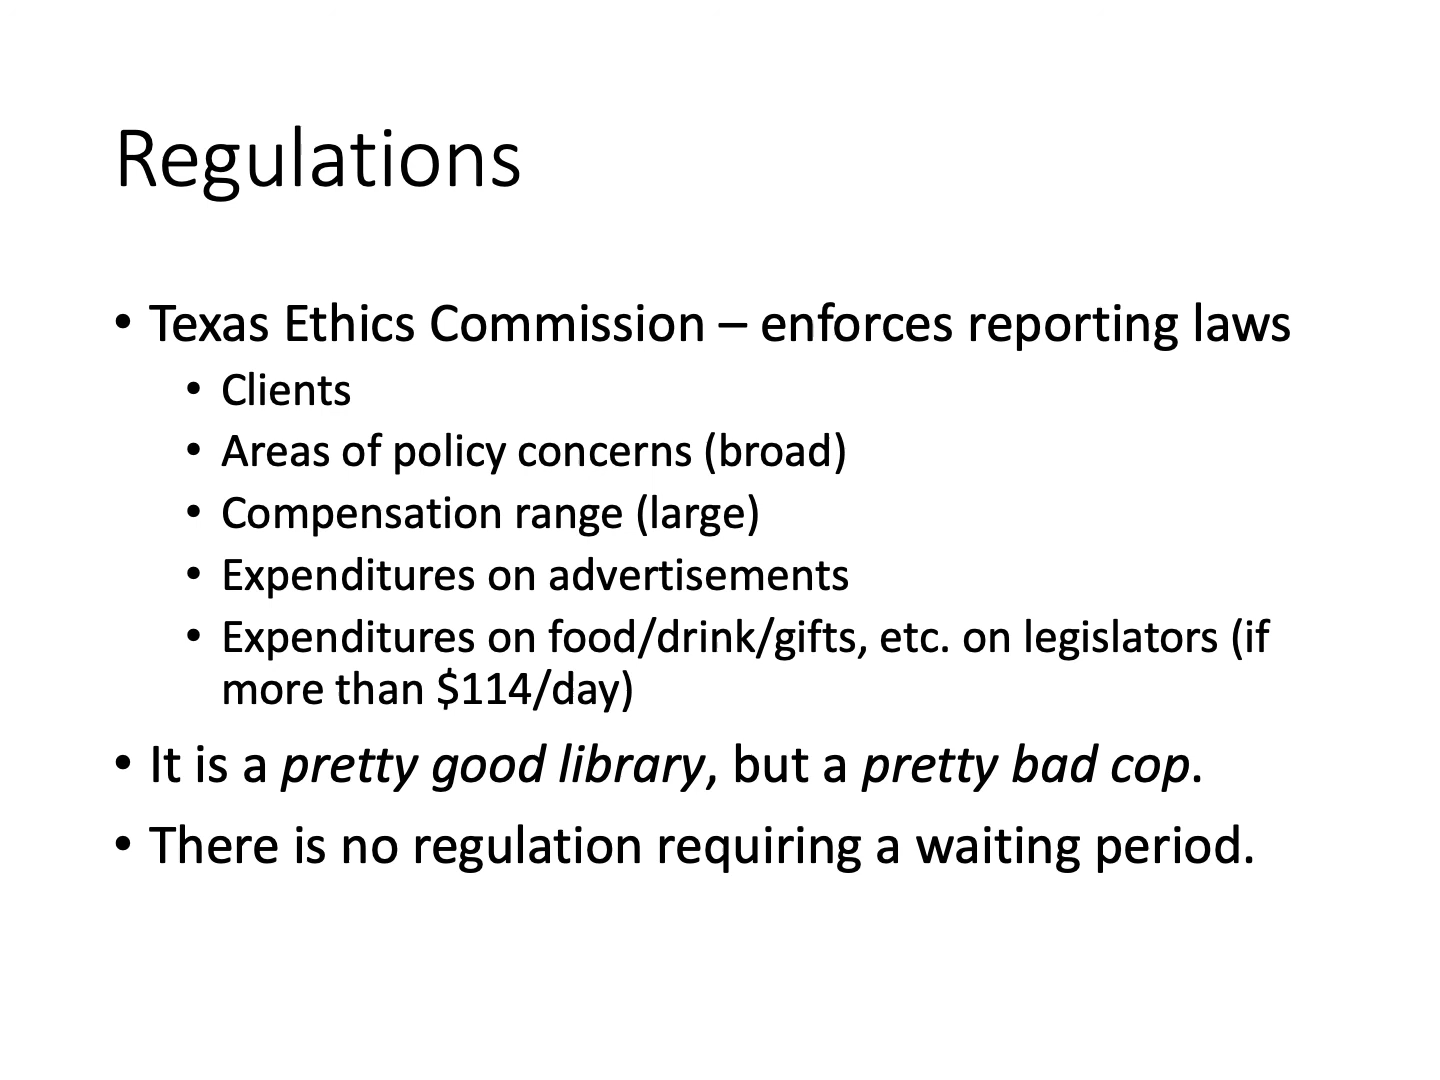 Regulations
• Texas Ethics Commission – enforces reporting laws
• Clients
• Areas of policy concerns (broad)
• Compensation range (large)
• Expenditures on advertisements
• Expenditures on food/drink/gifts, etc. on legislators (if
more than $114/day)
• It is a pretty good library, but a pretty bad cop.
• There is no regulation requiring a waiting period.